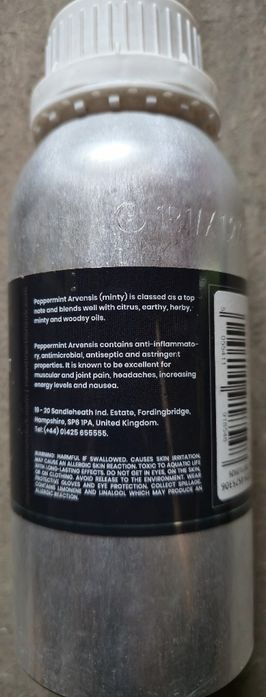 Peppermint Arvensis (minty) is classed as a top
note and blends well with citrus, earthy, herby,
minty and woodsy oils.
Peppermint Arvensis contains anti-inflammato-
ry, antimicrobial, antiseptic and astringent
properties. It is known to be excellent for
muscular and joint pain, headaches, increasing
energy levels and nausea.
19 - 20 Sandleheath Ind. Estate, Fordingbridge,
Hampshire, SP6 1PA, United Kingdom.
Tel: (+44) 01425 655555.
WARNING! HARMFUL IF SWALLOWED. CAUSES SKIN IRRITATION.
MAY CAUSE AN ALLERGIC SKIN REACTION. TOXIC TO AQUATIC LIFE
WITH LONG-LASTING EFFECTS. DO NOT GET IN EYES, ON THE SKIN,
OR ON CLOTHING. AVOID RELEASE TO THE ENVIRONMENT. WEAR
PROTECTIVE GLOVES AND EYE PROTECTION. COLLECT SPILLAGE.
CONTAINS LIMONENE AND LINALOOL WHICH MAY PRODUCE AN
ALLERGIC REACTION.